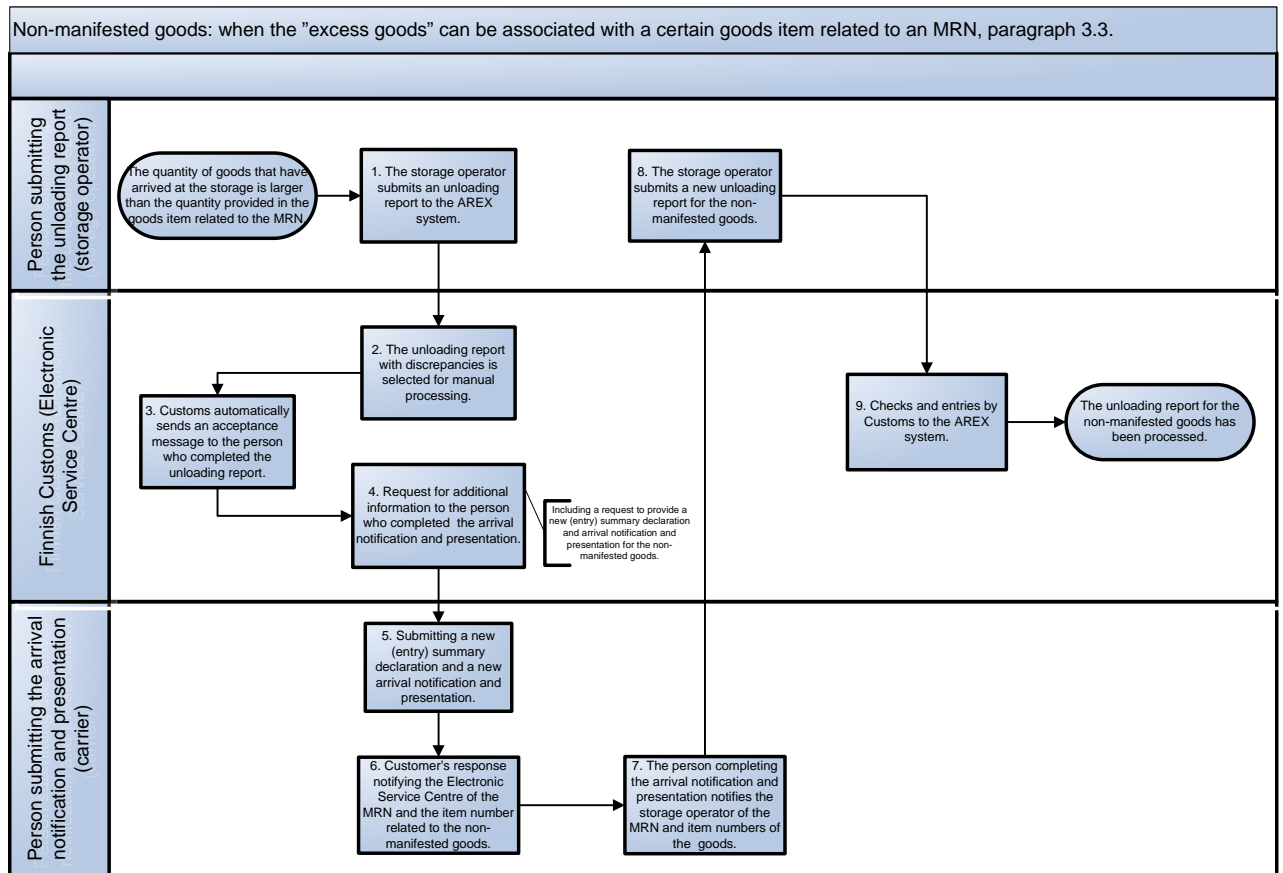 Non-manifested goods: when the ”excess goods” can be associated with a certain goods item related to an MRN, paragraph 3.3.
Person submitting
the unloading report
(storage operator)
The quantity of goods that have
arrived at the storage is larger
than the quantity provided in the
goods item related to the MRN.
1. The storage operator
submits an unloading
report to the AREX
system.
8. The storage operator
submits a new unloading
report for the non-
manifested goods.
Finnish Customs (Electronic
Service Centre)
2. The unloading report
with discrepancies is
selected for manual
processing.
3. Customs automatically
sends an acceptance
message to the person
who completed the
unloading report.
4. Request for additional
information to the person
who completed the arrival
notification and presentation.
Including a request to provide a
new (entry) summary declaration
and arrival notification and
presentation for the non-
manifested goods.
9. Checks and entries by
Customs to the AREX
system.
The unloading report for the
non-manifested goods has
been processed.
Person submitting the arrival
notification and presentation
(carrier)
5. Submitting a new
(entry) summary
declaration and a new
arrival notification and
presentation.
6. Customer's response
notifying the Electronic
Service Centre of the
MRN and the item number
related to the non-
manifested goods.
7. The person completing
the arrival notification and
presentation notifies the
storage operator of the
MRN and item numbers of
the goods.